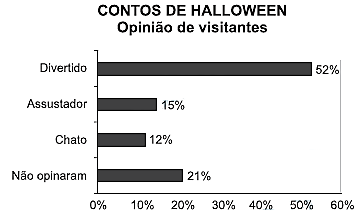 CONTOS DE HALLOWEEN
Opinião de visitantes
Divertido 52%
Assustador 15%
Chato 12%
Não opinaram 21%
0% 10% 20% 30% 40% 50% 60%